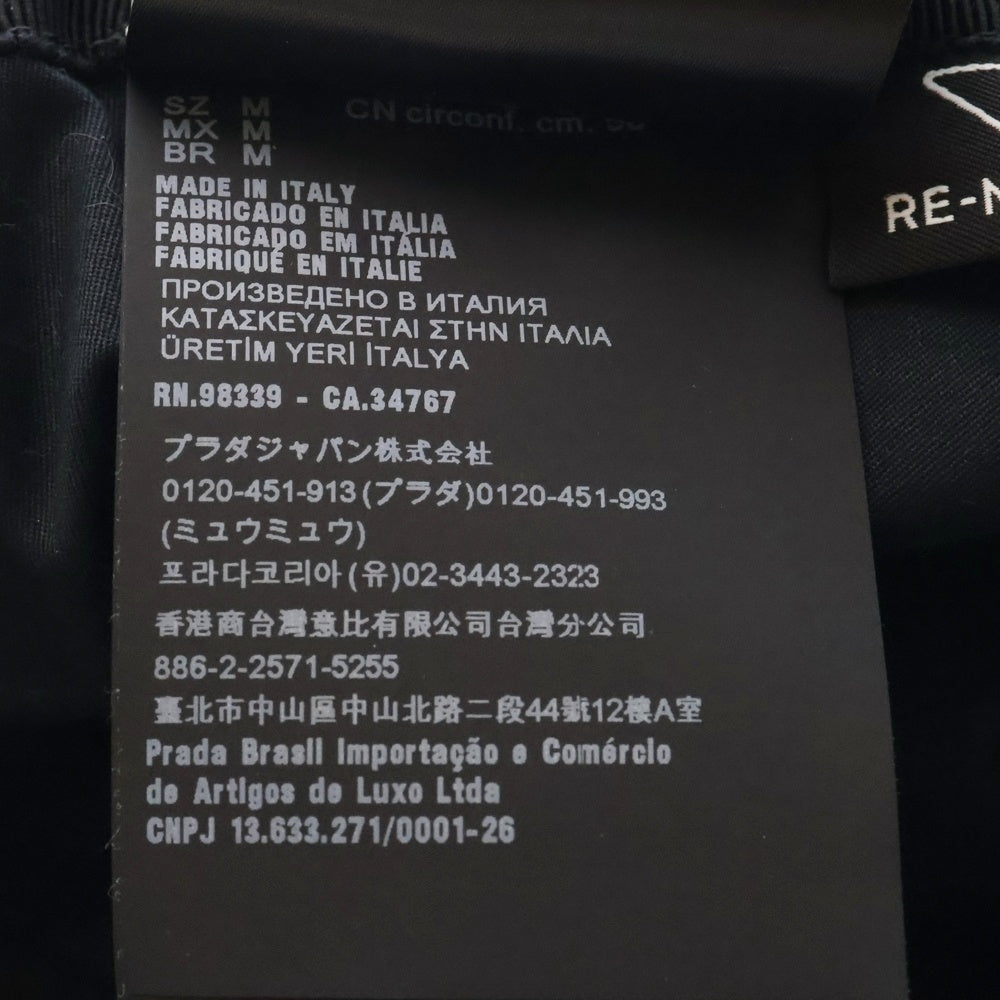 SZ M
CN circonf. cm.
MX M
BR M
MADE IN ITALY
FABRICADO EN ITALIA
FABRICADO EM ITÁLIA
FABRIQUÉ EN ITALIE
ПРОИЗВЕДЕНО В ИТАЛИЯ
ΚΑΤΑΣΚΕΥΑΖΕΤΑΙ ΣΤΗΝ ΙΤΑΛΙΑ
ÜRETİM YERİ İTALYA
RN.98339 - CA.34767
プラダジャパン株式会社
0120-451-913(プラダ)0120-451-993
(ミュウミュウ)
프라다코리아(유)02-3443-2323
香港商台灣意比有限公司台灣分公司
886-2-2571-5255
臺北市中山區中山北路二段44號12樓A室
Prada Brasil Importação e Comércio
de Artigos de Luxo Ltda
CNPJ 13.633.271/0001-26
RE-N